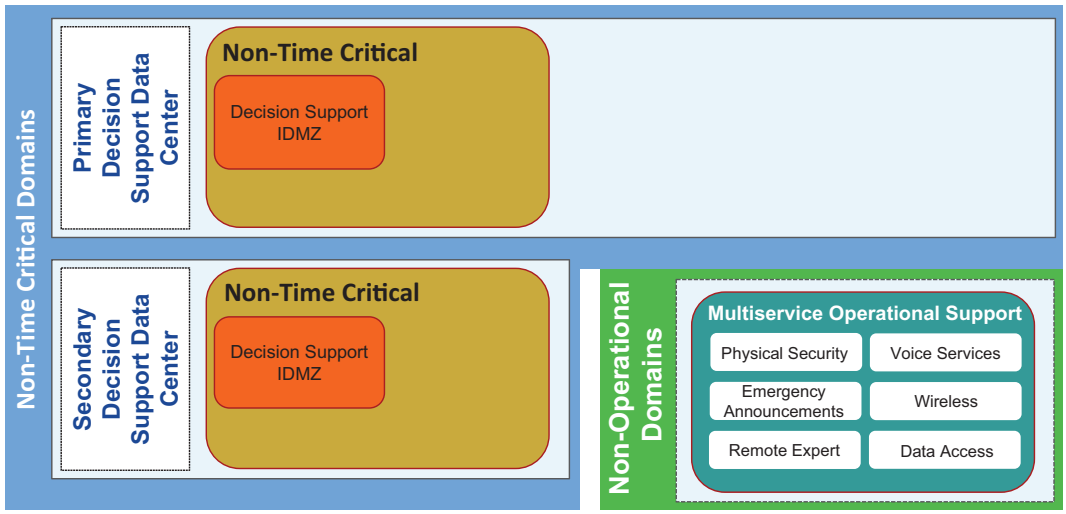 Non-Time Critical Domains
Primary
Decision
Support Data
Center
Non-Time Critical
Decision Support
IDMZ
Secondary
Decision
Support Data
Center
Non-Time Critical
Decision Support
IDMZ
Non-Operational
Domains
Multiservice Operational Support
Physical Security
Voice Services
Emergency
Announcements
Wireless
Remote Expert
Data Access